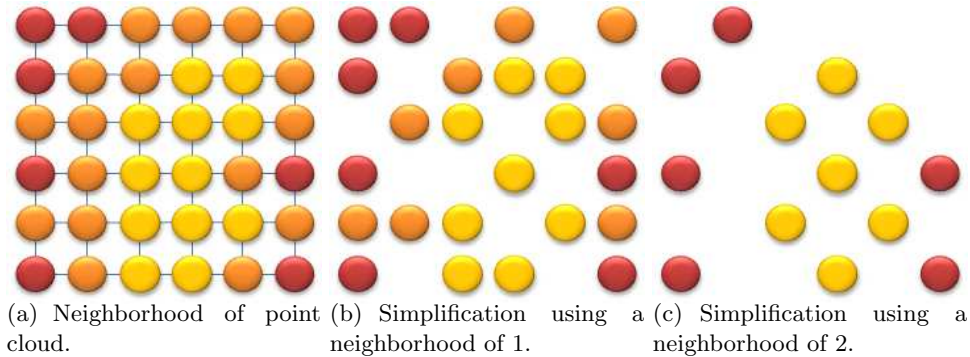 (a) Neighborhood of point cloud.
(b) Simplification using a neighborhood of 1.
(c) Simplification using a neighborhood of 2.